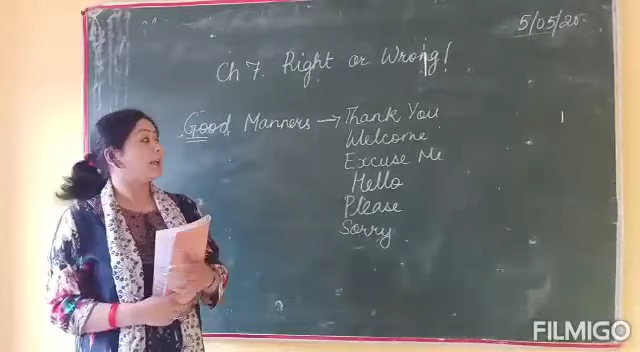 5/05/20.
Ch 7. Right or Wrong!
Good Manners → Thank You
Welcome
Excuse Me
Hello
Please
Sorry
FILMIGO